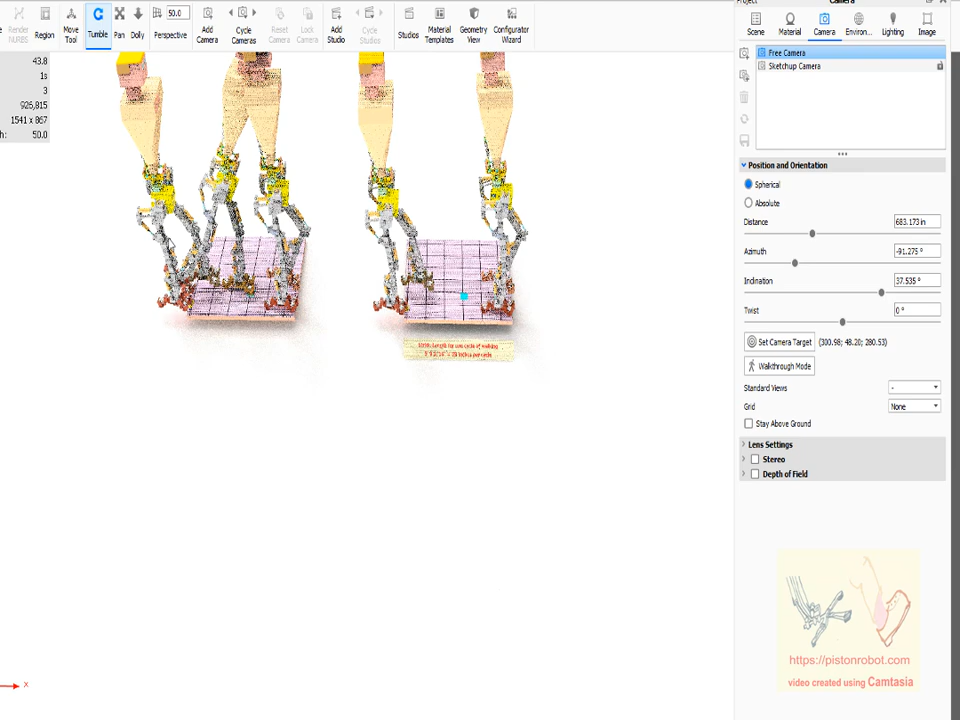 Project
Camera
Render NURBS
Region
Move Tool
Tumble
Pan
Dolly
50.0
Perspective
Add Camera
Cycle Cameras
Reset Camera
Lock Camera
Add Studio
Cycle Studios
Studios
Material Templates
Geometry View
Configurator Wizard
43.8
1s
3
926,815
1541 x 867
h: 50.0
Scene
Material
Camera
Environ...
Lighting
Image
Free Camera
Sketchup Camera
Position and Orientation
Spherical
Absolute
Distance 683.173 in
Azimuth -91.275 °
Inclination 37.535 °
Twist 0 °
Set Camera Target (300.98; 48.20; 280.53)
Walkthrough Mode
Standard Views -
Grid None
Stay Above Ground
Lens Settings
Stereo
Depth of Field
X
https://pistonrobot.com
video created using Camtasia